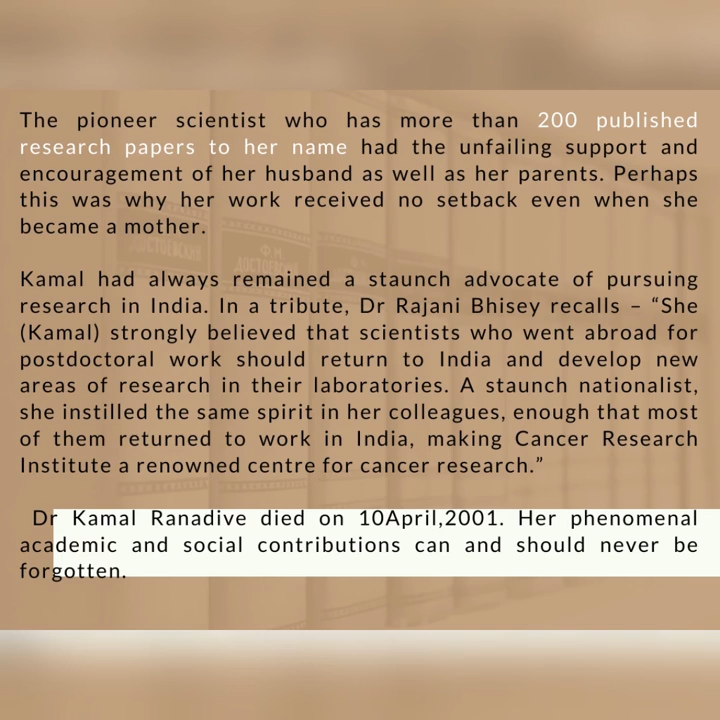 The pioneer scientist who has more than 200 published
research papers to her name had the unfailing support and
encouragement of her husband as well as her parents. Perhaps
this was why her work received no setback even when she
became a mother.
Kamal had always remained a staunch advocate of pursuing
research in India. In a tribute, Dr Rajani Bhisey recalls – “She
(Kamal) strongly believed that scientists who went abroad for
postdoctoral work should return to India and develop new
areas of research in their laboratories. A staunch nationalist,
she instilled the same spirit in her colleagues, enough that most
of them returned to work in India, making Cancer Research
Institute a renowned centre for cancer research.”
Dr Kamal Ranadive died on 10April,2001. Her phenomenal
academic and social contributions can and should never be
forgotten.